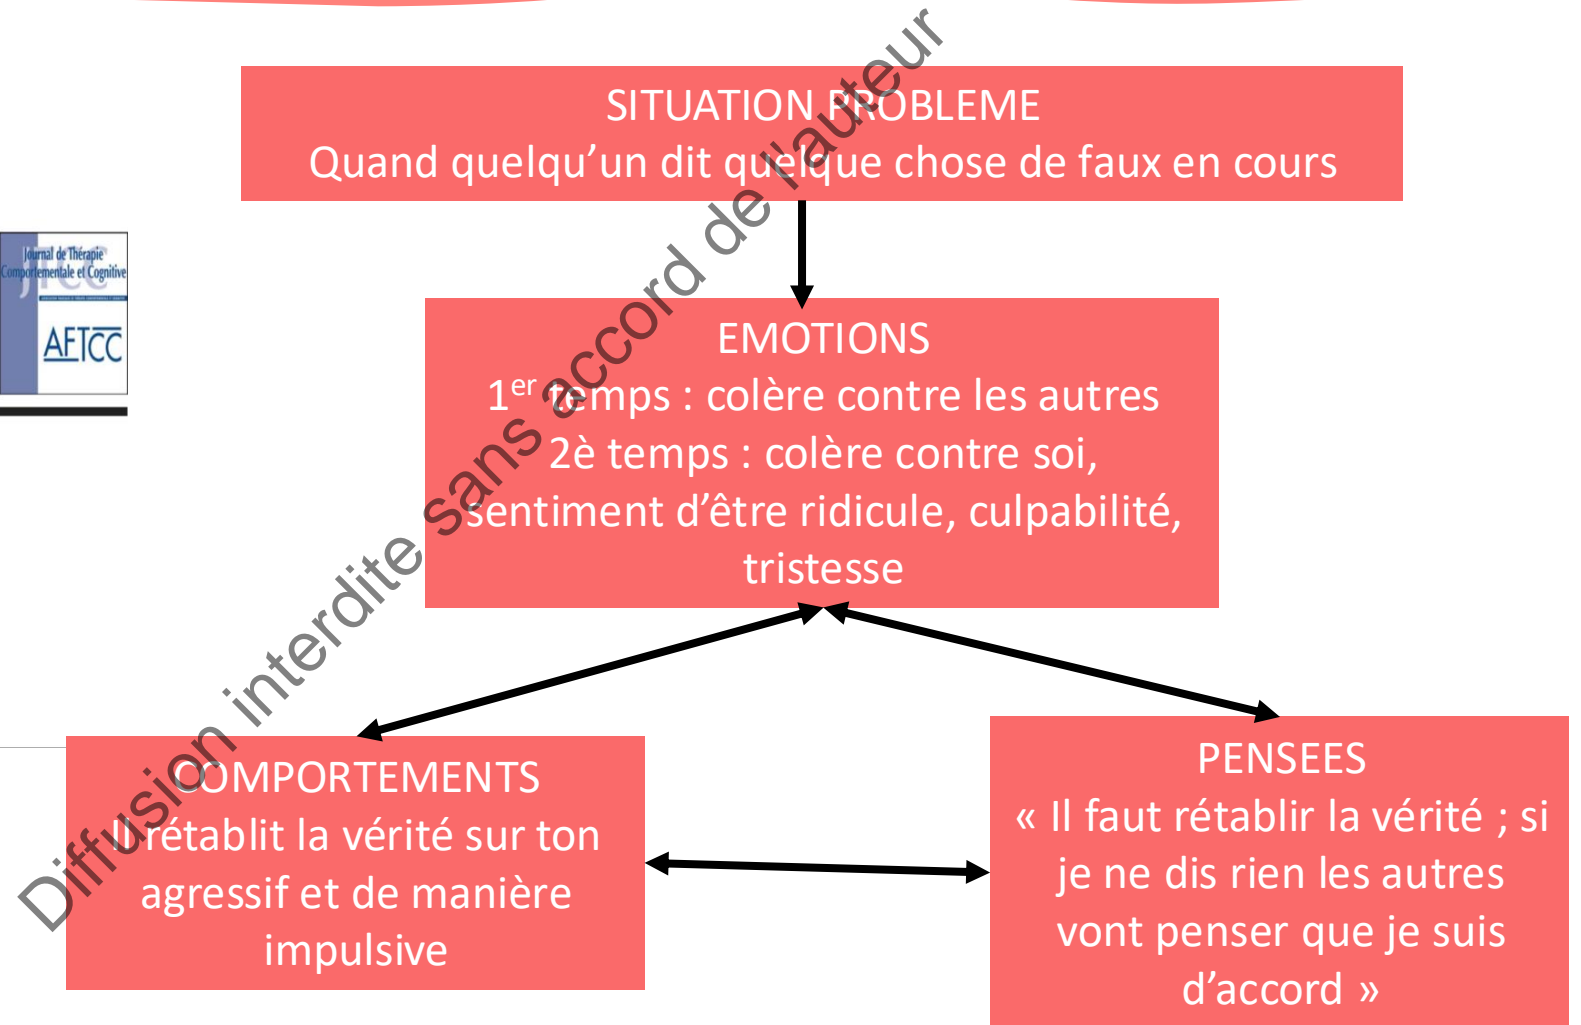 SITUATION PROBLEME
Quand quelqu’un dit quelque chose de faux en cours
Journal de Thérapie
Comportementale et Cognitive
JTCC
AFTCC
EMOTIONS
1er temps : colère contre les autres
2è temps : colère contre soi,
sentiment d’être ridicule, culpabilité,
tristesse
COMPORTEMENTS
Il rétablit la vérité sur ton
agressif et de manière
impulsive
PENSEES
« Il faut rétablir la vérité ; si
je ne dis rien les autres
vont penser que je suis
d’accord »
Diffusion interdite sans accord de l'auteur